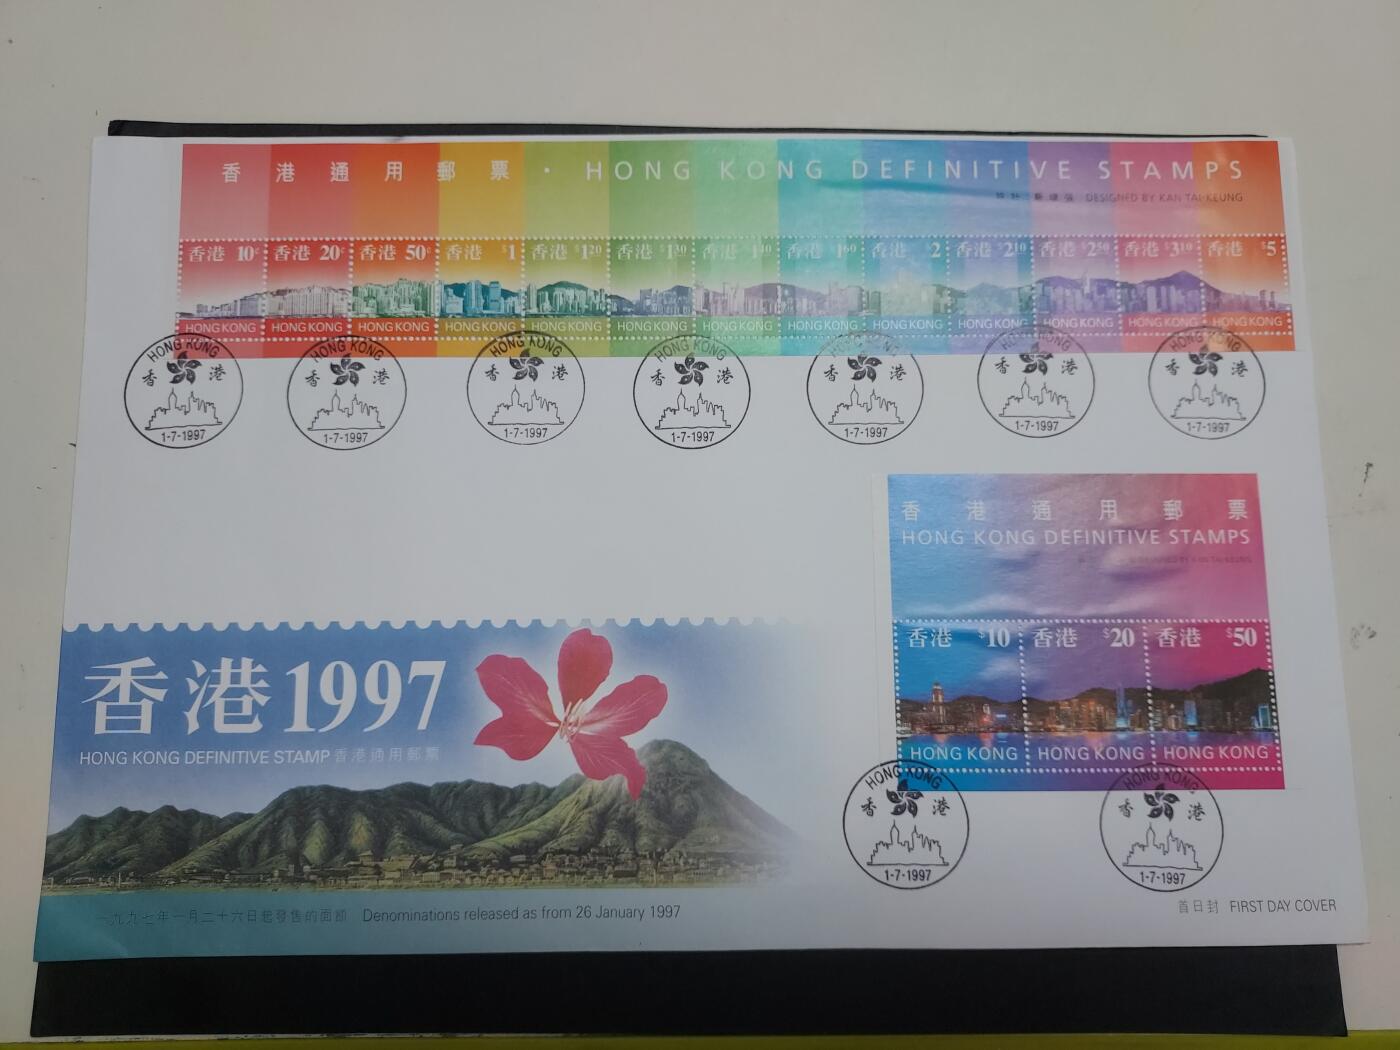 香港通用郵票 · HONG KONG DEFINITIVE STAMPS
DESIGNED BY KAN TAI-KEUNG
香港 10¢ 香港 20¢ 香港 50¢ 香港 $1 香港 $1.20 香港 $1.30 香港 $1.40 香港 $1.60 香港 $2 香港 $2.10 香港 $2.50 香港 $3.10 香港 $5
HONG KONG HONG KONG HONG KONG HONG KONG HONG KONG HONG KONG HONG KONG HONG KONG HONG KONG HONG KONG HONG KONG HONG KONG HONG KONG
HONG KONG HONG KONG HONG KONG HONG KONG HONG KONG HONG KONG HONG KONG
香港 香港 香港 香港 香港 香港 香港
1-7-1997 1-7-1997 1-7-1997 1-7-1997 1-7-1997 1-7-1997 1-7-1997
香港通用郵票
HONG KONG DEFINITIVE STAMPS
DESIGNED BY KAN TAI-KEUNG
香港 $10 香港 $20 香港 $50
HONG KONG HONG KONG HONG KONG
HONG KONG HONG KONG
香港 香港
1-7-1997 1-7-1997
香港1997
HONG KONG DEFINITIVE STAMP 香港通用郵票
一九九七年一月二十六日起發售的面額 Denominations released as from 26 January 1997
首日封 FIRST DAY COVER